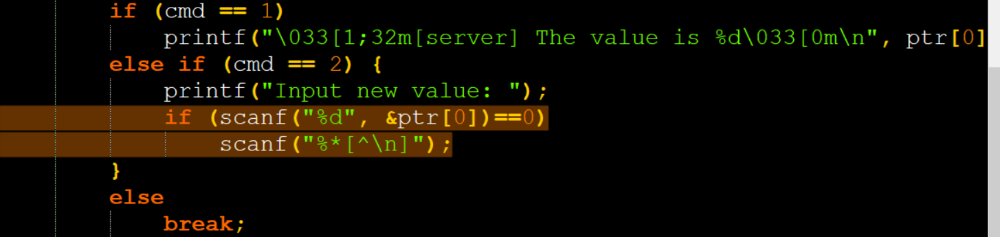 if (cmd == 1)
printf("\033[1;32m[server] The value is %d\033[0m\n", ptr[0]
else if (cmd == 2) {
printf("Input new value: ");
if (scanf("%d", &ptr[0])==0)
scanf("%*[^\n]");
}
else
break;